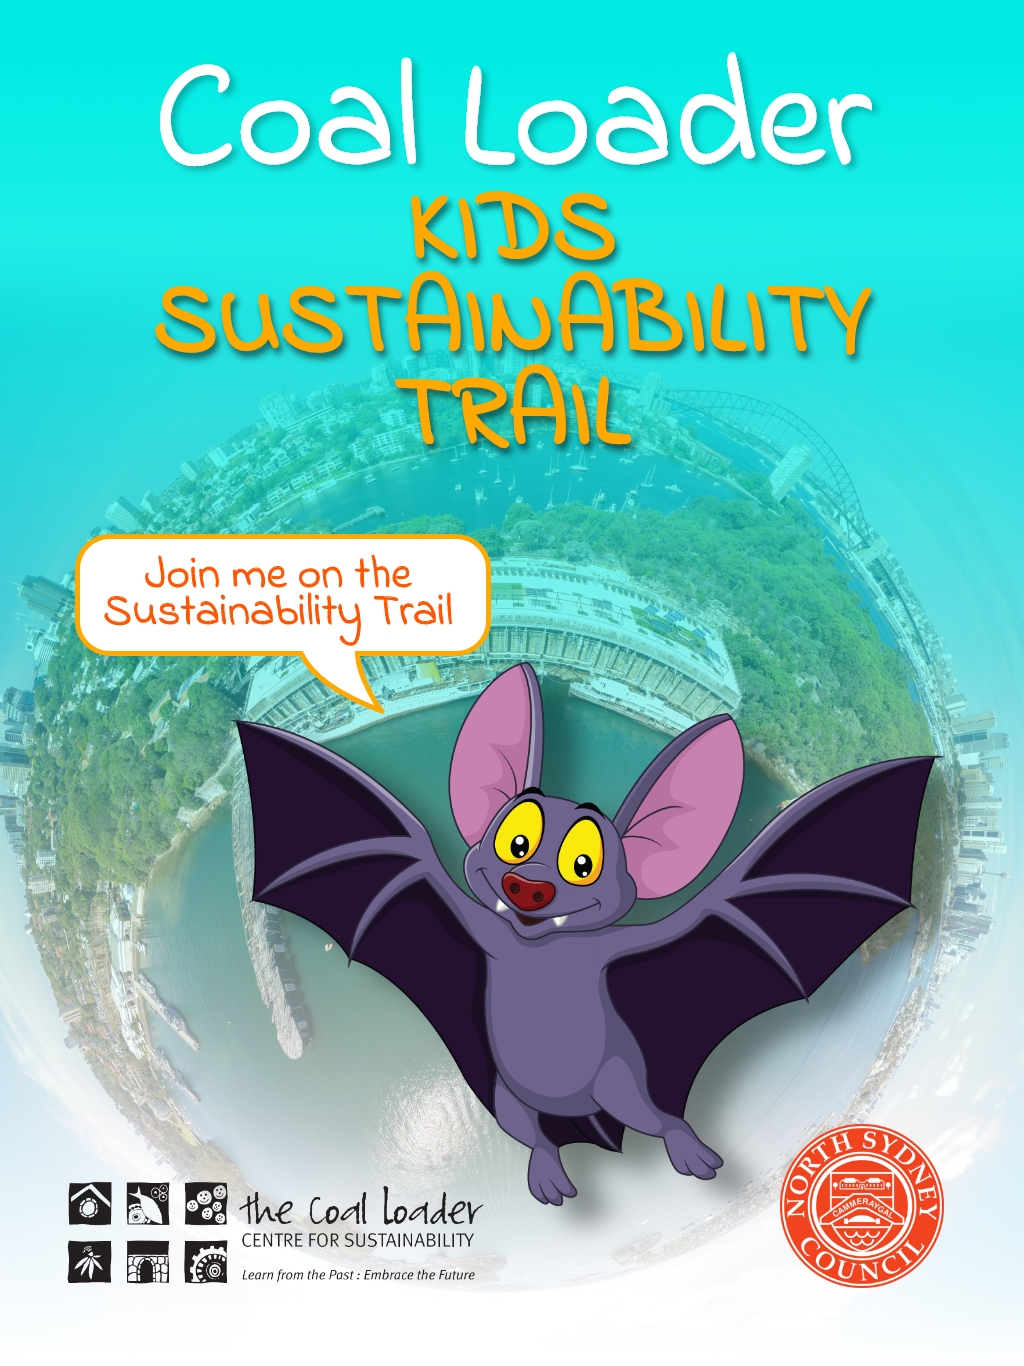 Coal Loader
KIDS
SUSTAINABILITY
TRAIL
Join me on the
Sustainability Trail
the Coal Loader
CENTRE FOR SUSTAINABILITY
Learn from the Past : Embrace the Future
NORTH SYDNEY
CAMMERAYGAL
COUNCIL